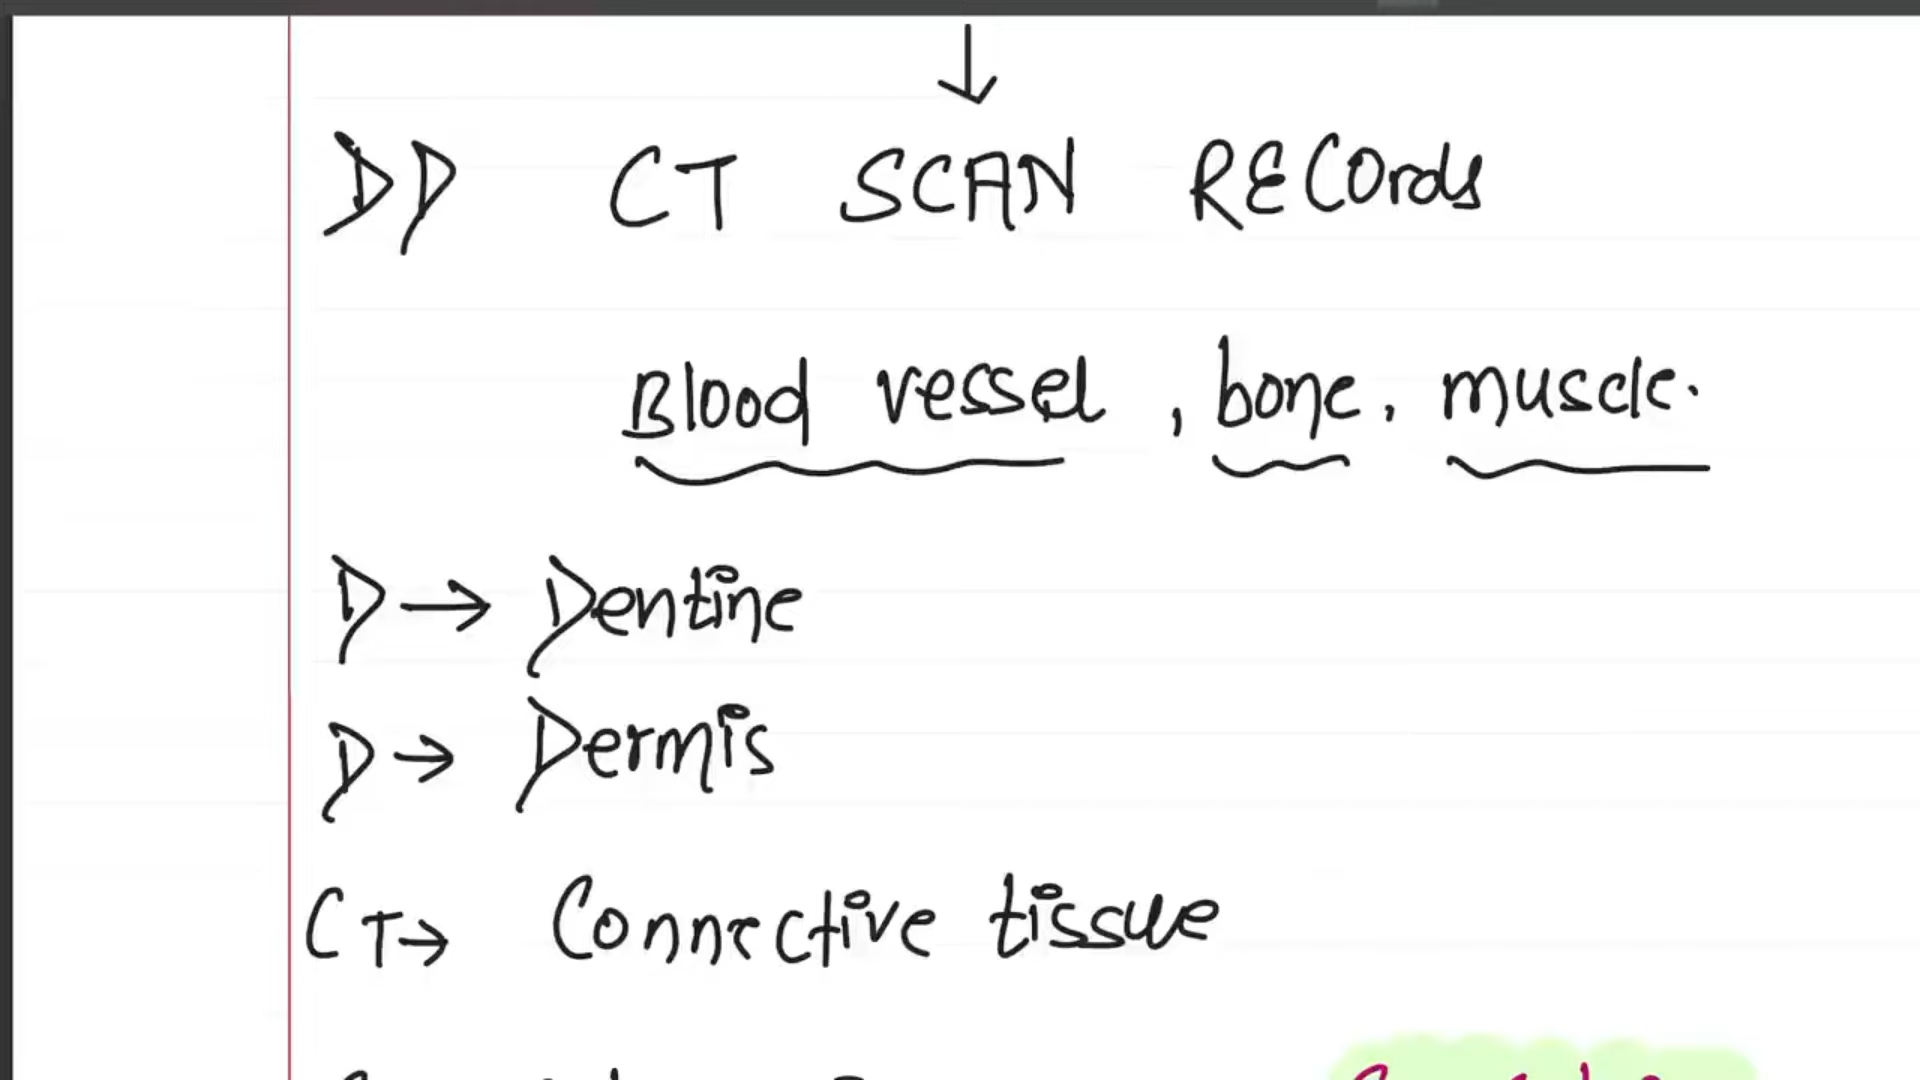 DD CT SCAN RECords
Blood vessel, bone, muscle.
D → Dentine
D → Dermis
CT → Connective tissue